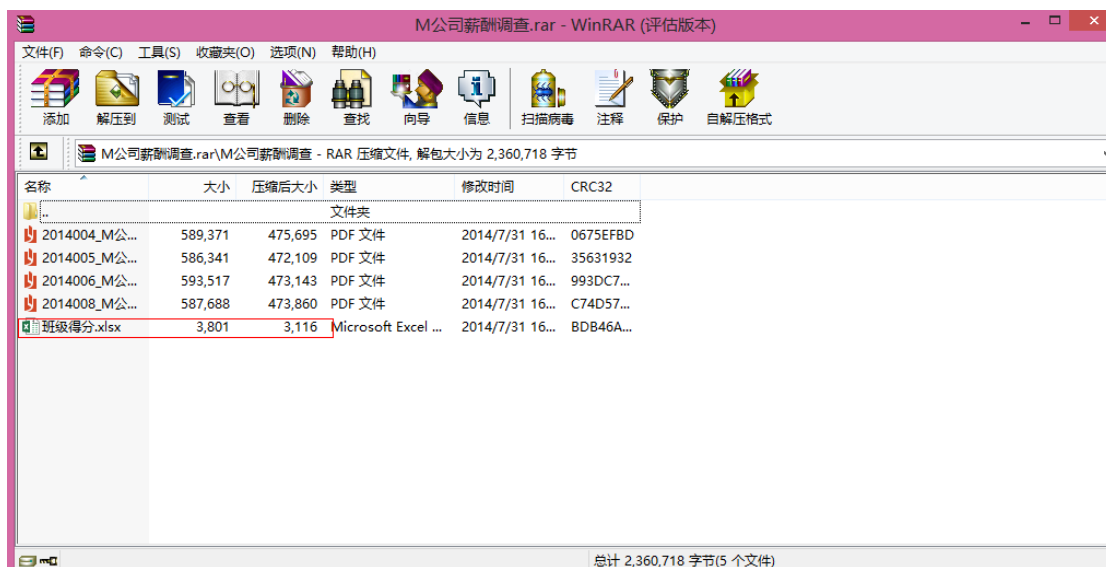 M公司薪酬调查.rar - WinRAR (评估版本)
文件(F) 命令(C) 工具(S) 收藏夹(O) 选项(N) 帮助(H)
添加 解压到 测试 查看 删除 查找 向导 信息 扫描病毒 注释 保护 自解压格式
M公司薪酬调查.rar\M公司薪酬调查 - RAR 压缩文件, 解包大小为 2,360,718 字节
名称 大小 压缩后大小 类型 修改时间 CRC32
.. 文件夹
2014004_M公... 589,371 475,695 PDF 文件 2014/7/31 16... 0675EFBD
2014005_M公... 586,341 472,109 PDF 文件 2014/7/31 16... 35631932
2014006_M公... 593,517 473,143 PDF 文件 2014/7/31 16... 993DC7...
2014008_M公... 587,688 473,860 PDF 文件 2014/7/31 16... C74D57...
班级得分.xlsx 3,801 3,116 Microsoft Excel ... 2014/7/31 16... BDB46A...
总计 2,360,718 字节(5 个文件)